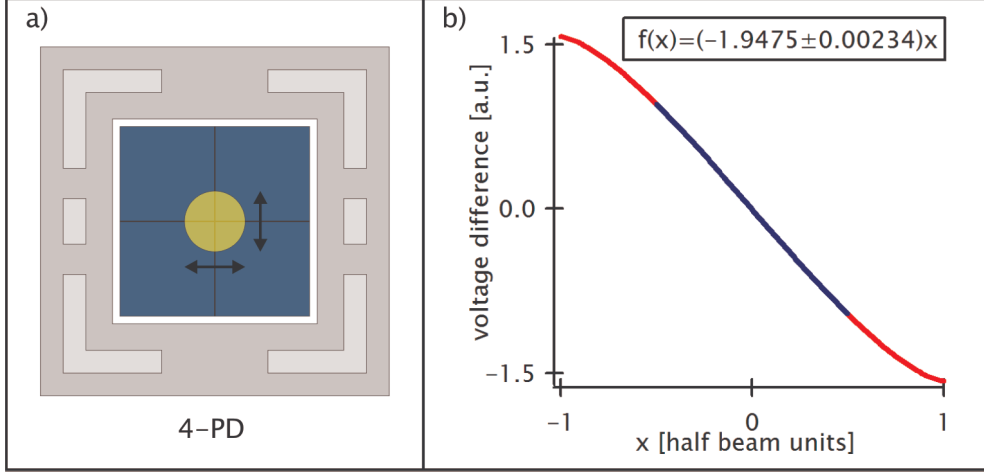 a)
4-PD
b)
f(x)=(-1.9475±0.00234)x
voltage difference [a.u.]
1.5
0.0
-1.5
-1
0
1
x [half beam units]